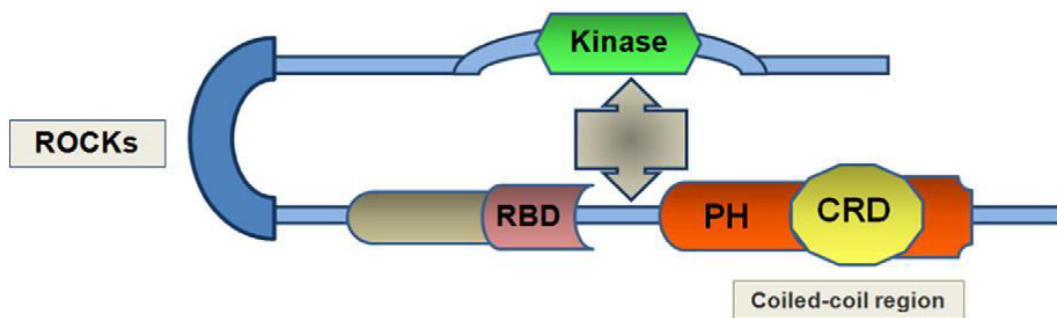 Kinase
ROCKs
RBD
PH
CRD
Coiled-coil region